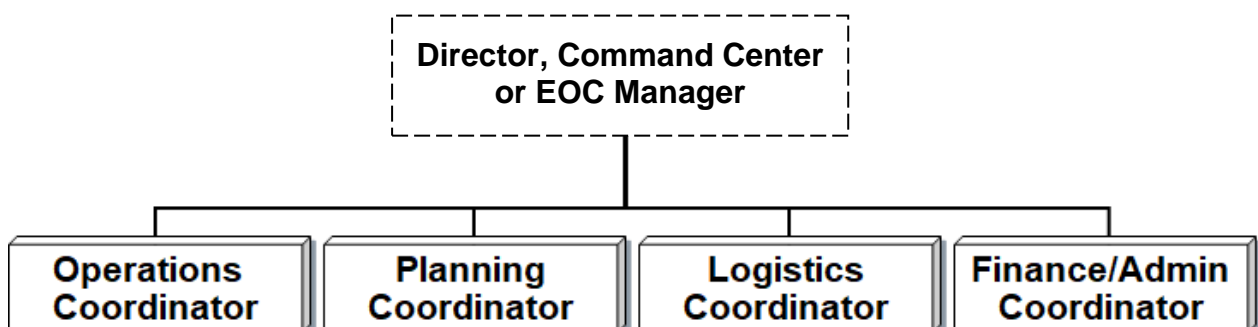 Director, Command Center
or EOC Manager
Operations
Coordinator
Planning
Coordinator
Logistics
Coordinator
Finance/Admin
Coordinator